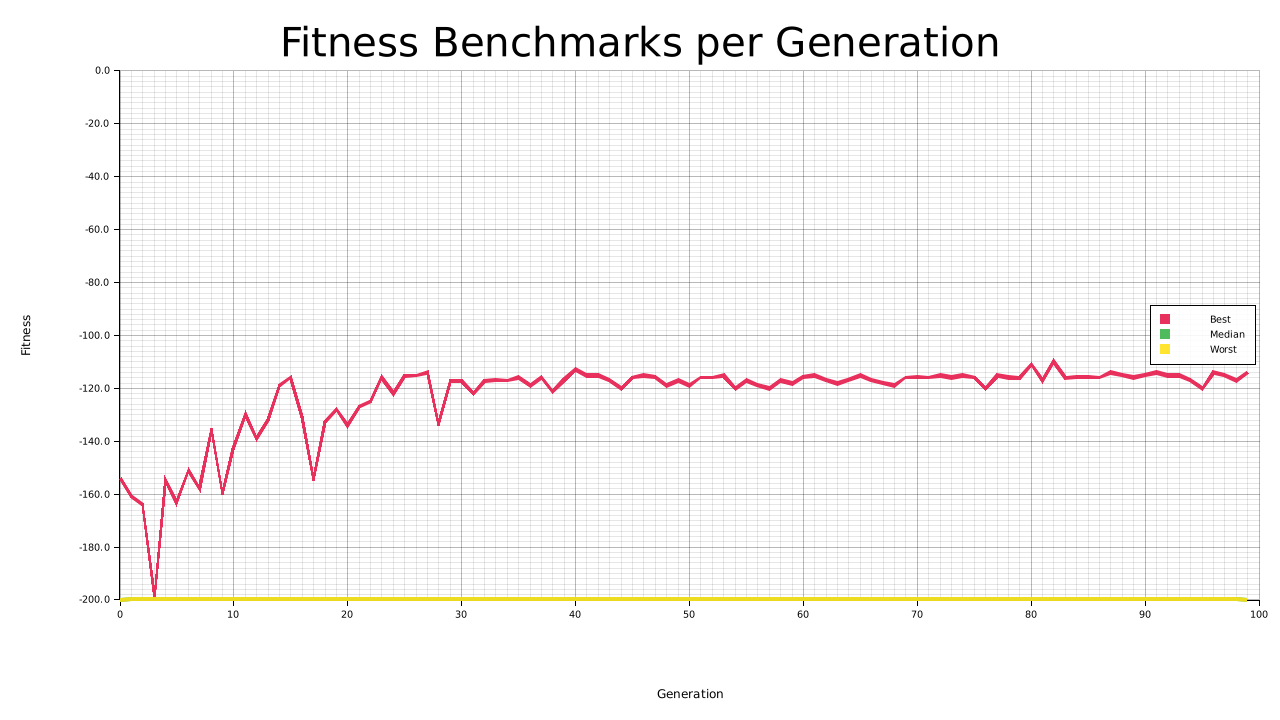 Fitness Benchmarks per Generation
0.0
-20.0
-40.0
-60.0
-80.0
-100.0
-120.0
-140.0
-160.0
-180.0
-200.0
Fitness
Best
Median
Worst
0 10 20 30 40 50 60 70 80 90 100
Generation